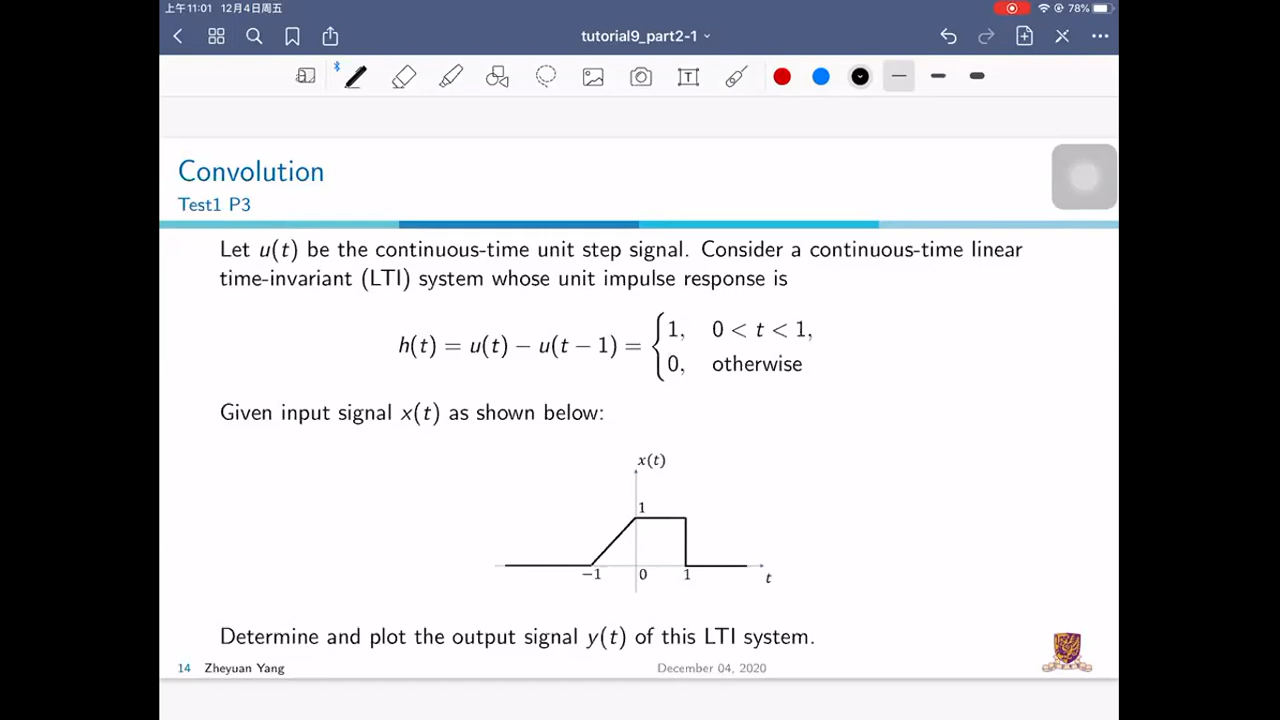 上午11:01 12月4日周五
78%
tutorial9_part2-1
T
Convolution
Test1 P3
Let u(t) be the continuous-time unit step signal. Consider a continuous-time linear
time-invariant (LTI) system whose unit impulse response is
h(t) = u(t) − u(t − 1) = { 1, 0 < t < 1,
0, otherwise
Given input signal x(t) as shown below:
x(t)
1
−1 0 1 t
Determine and plot the output signal y(t) of this LTI system.
14 Zheyuan Yang December 04, 2020